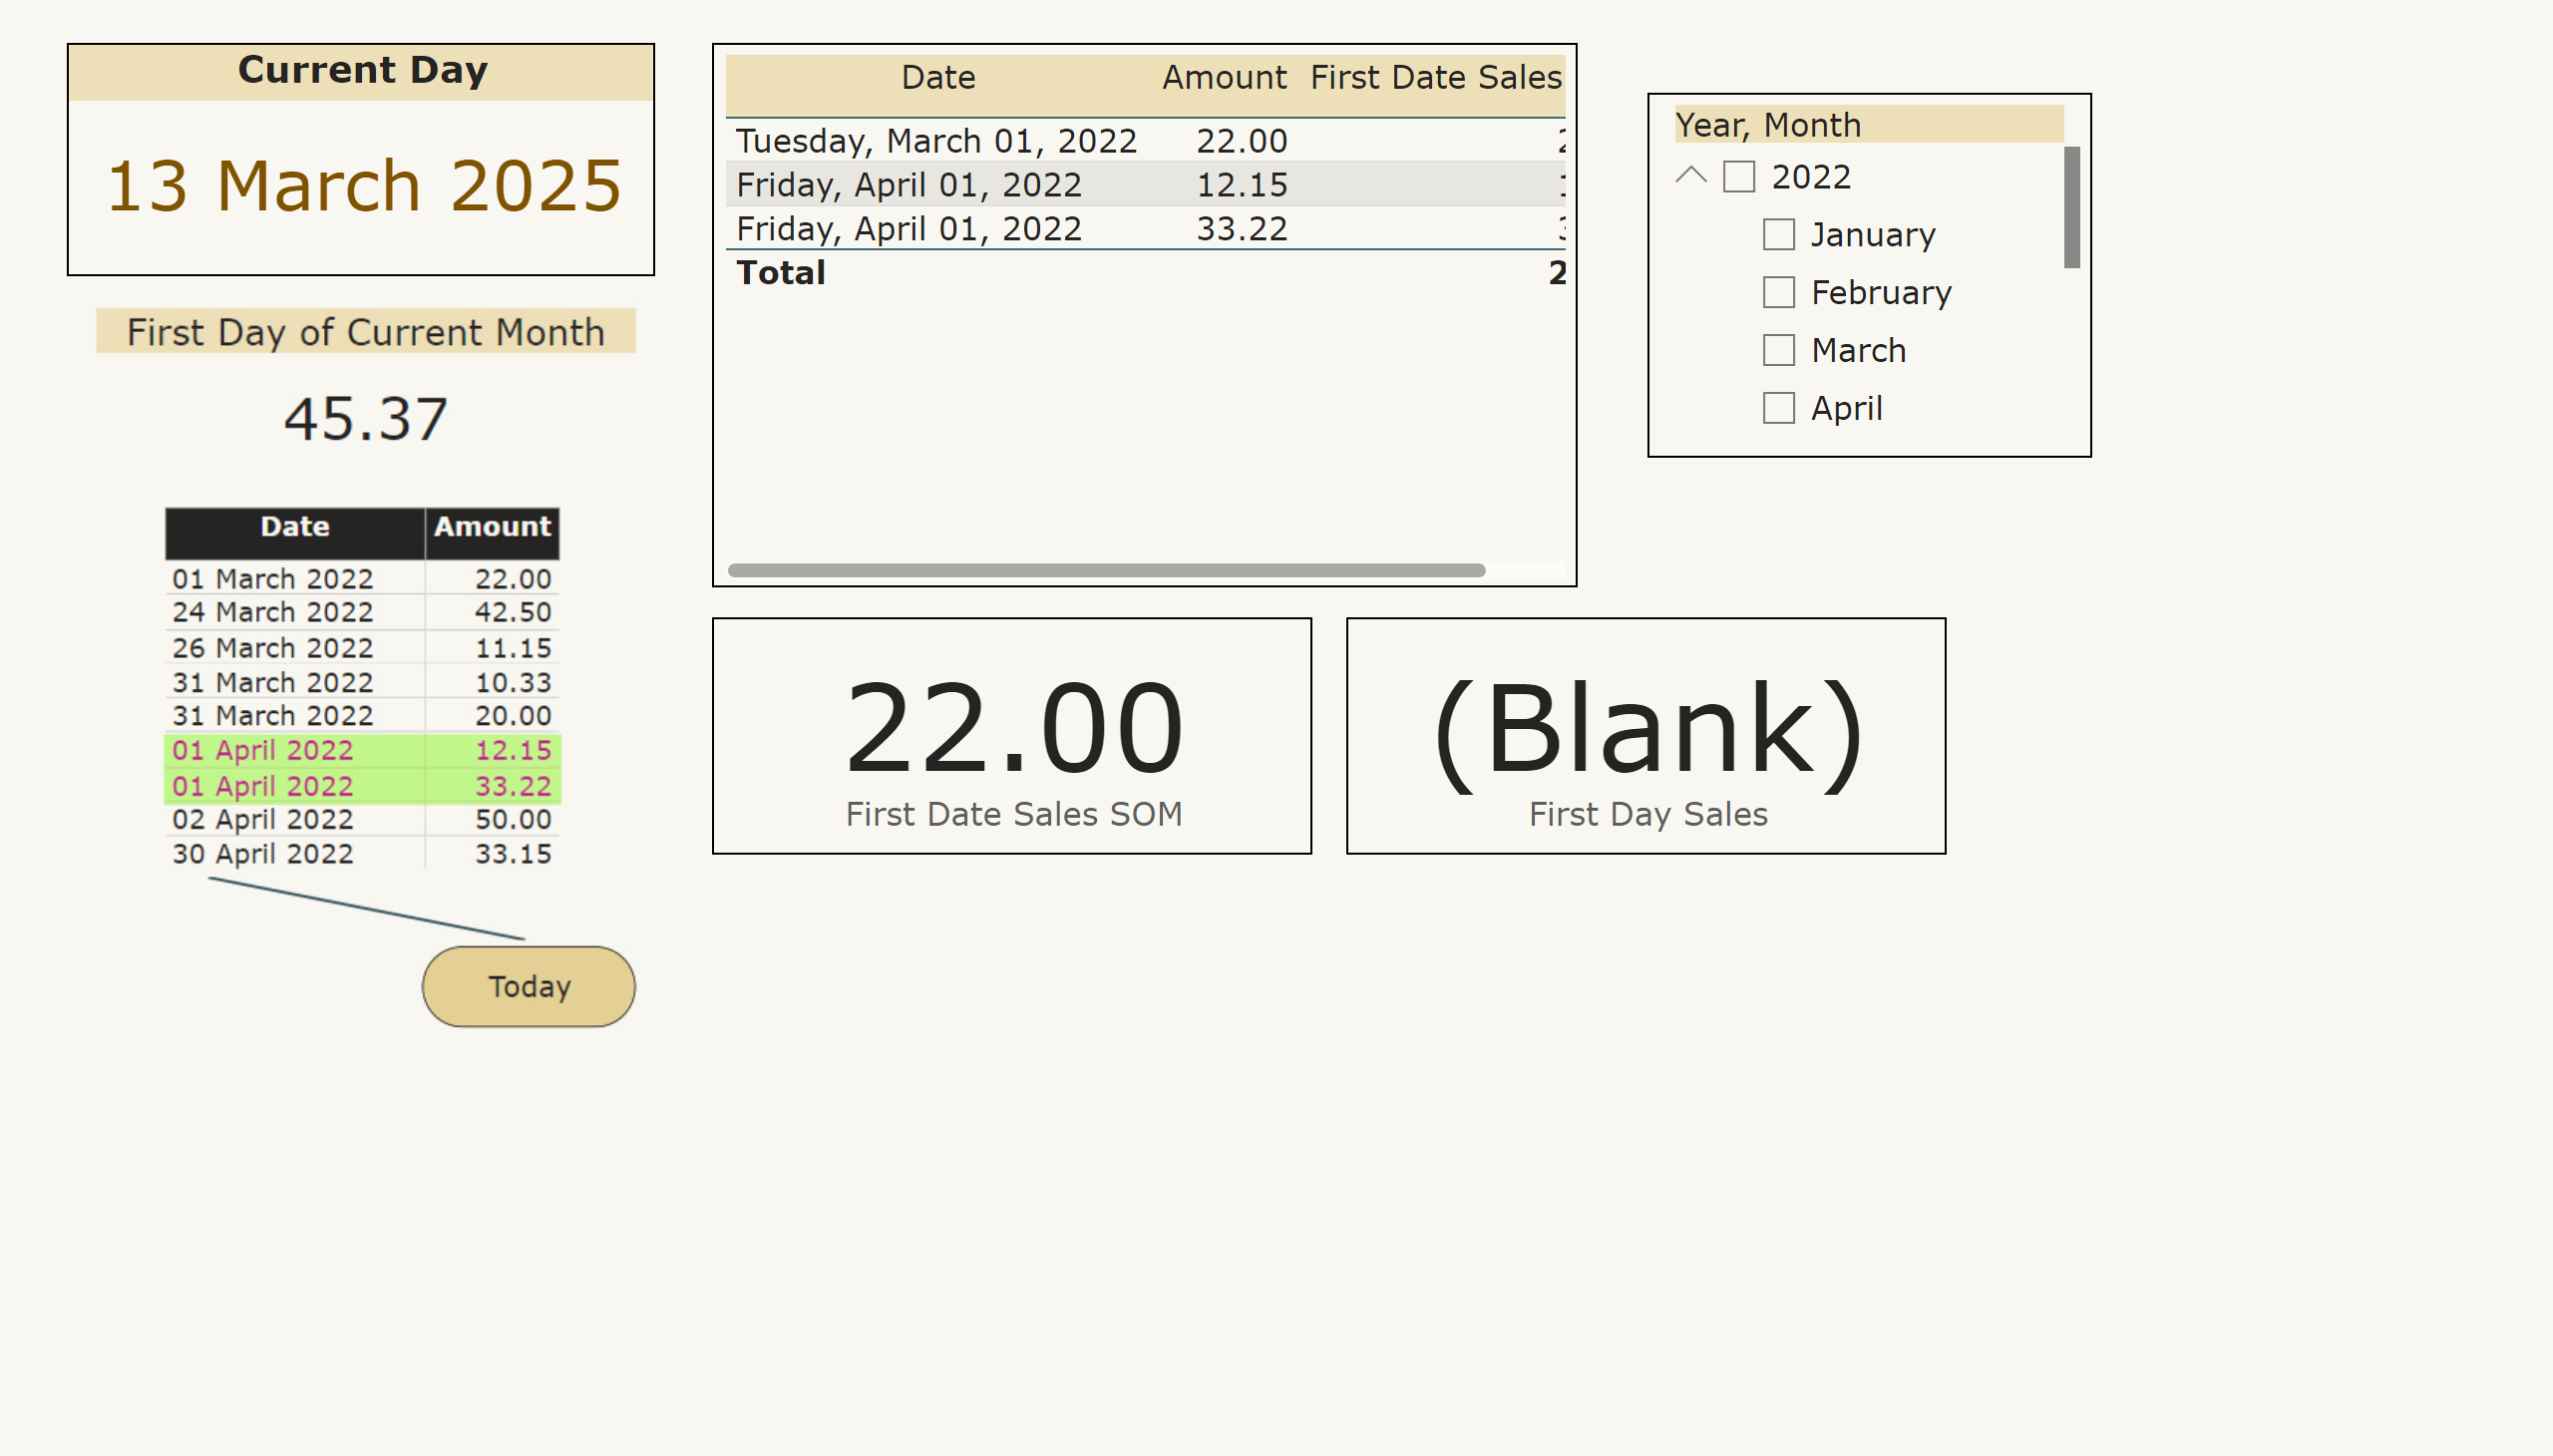 Current Day
13 March 2025
First Day of Current Month
45.37
Date Amount
01 March 2022 22.00
24 March 2022 42.50
26 March 2022 11.15
31 March 2022 10.33
31 March 2022 20.00
01 April 2022 12.15
01 April 2022 33.22
02 April 2022 50.00
30 April 2022 33.15
Today
Date Amount First Date Sales
Tuesday, March 01, 2022 22.00
Friday, April 01, 2022 12.15
Friday, April 01, 2022 33.22
Total 2
22.00
First Date Sales SOM
(Blank)
First Day Sales
Year, Month
2022
January
February
March
April